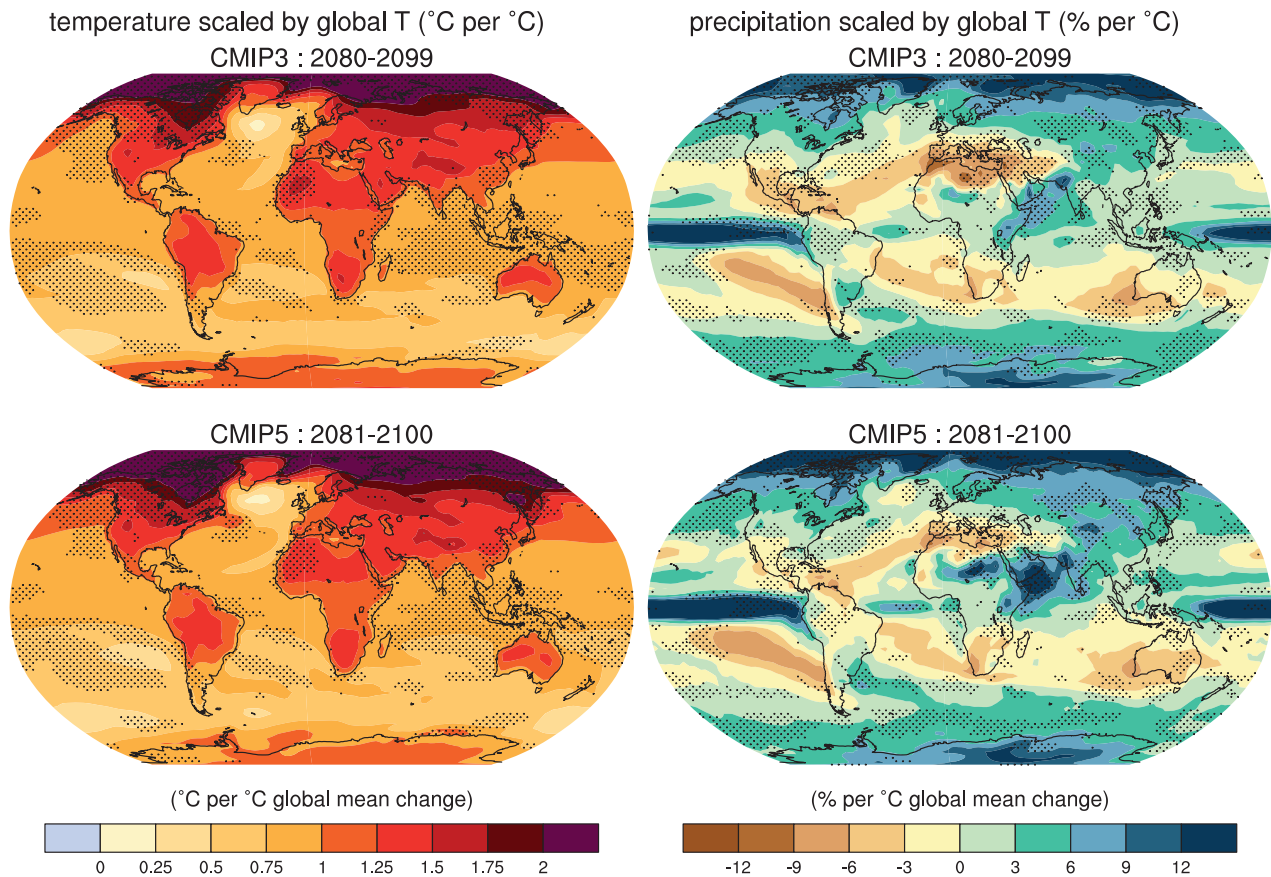 temperature scaled by global T (˚C per ˚C)
CMIP3 : 2080-2099
precipitation scaled by global T (% per ˚C)
CMIP3 : 2080-2099
CMIP5 : 2081-2100
CMIP5 : 2081-2100
(˚C per ˚C global mean change)
0 0.25 0.5 0.75 1 1.25 1.5 1.75 2
(% per ˚C global mean change)
-12 -9 -6 -3 0 3 6 9 12